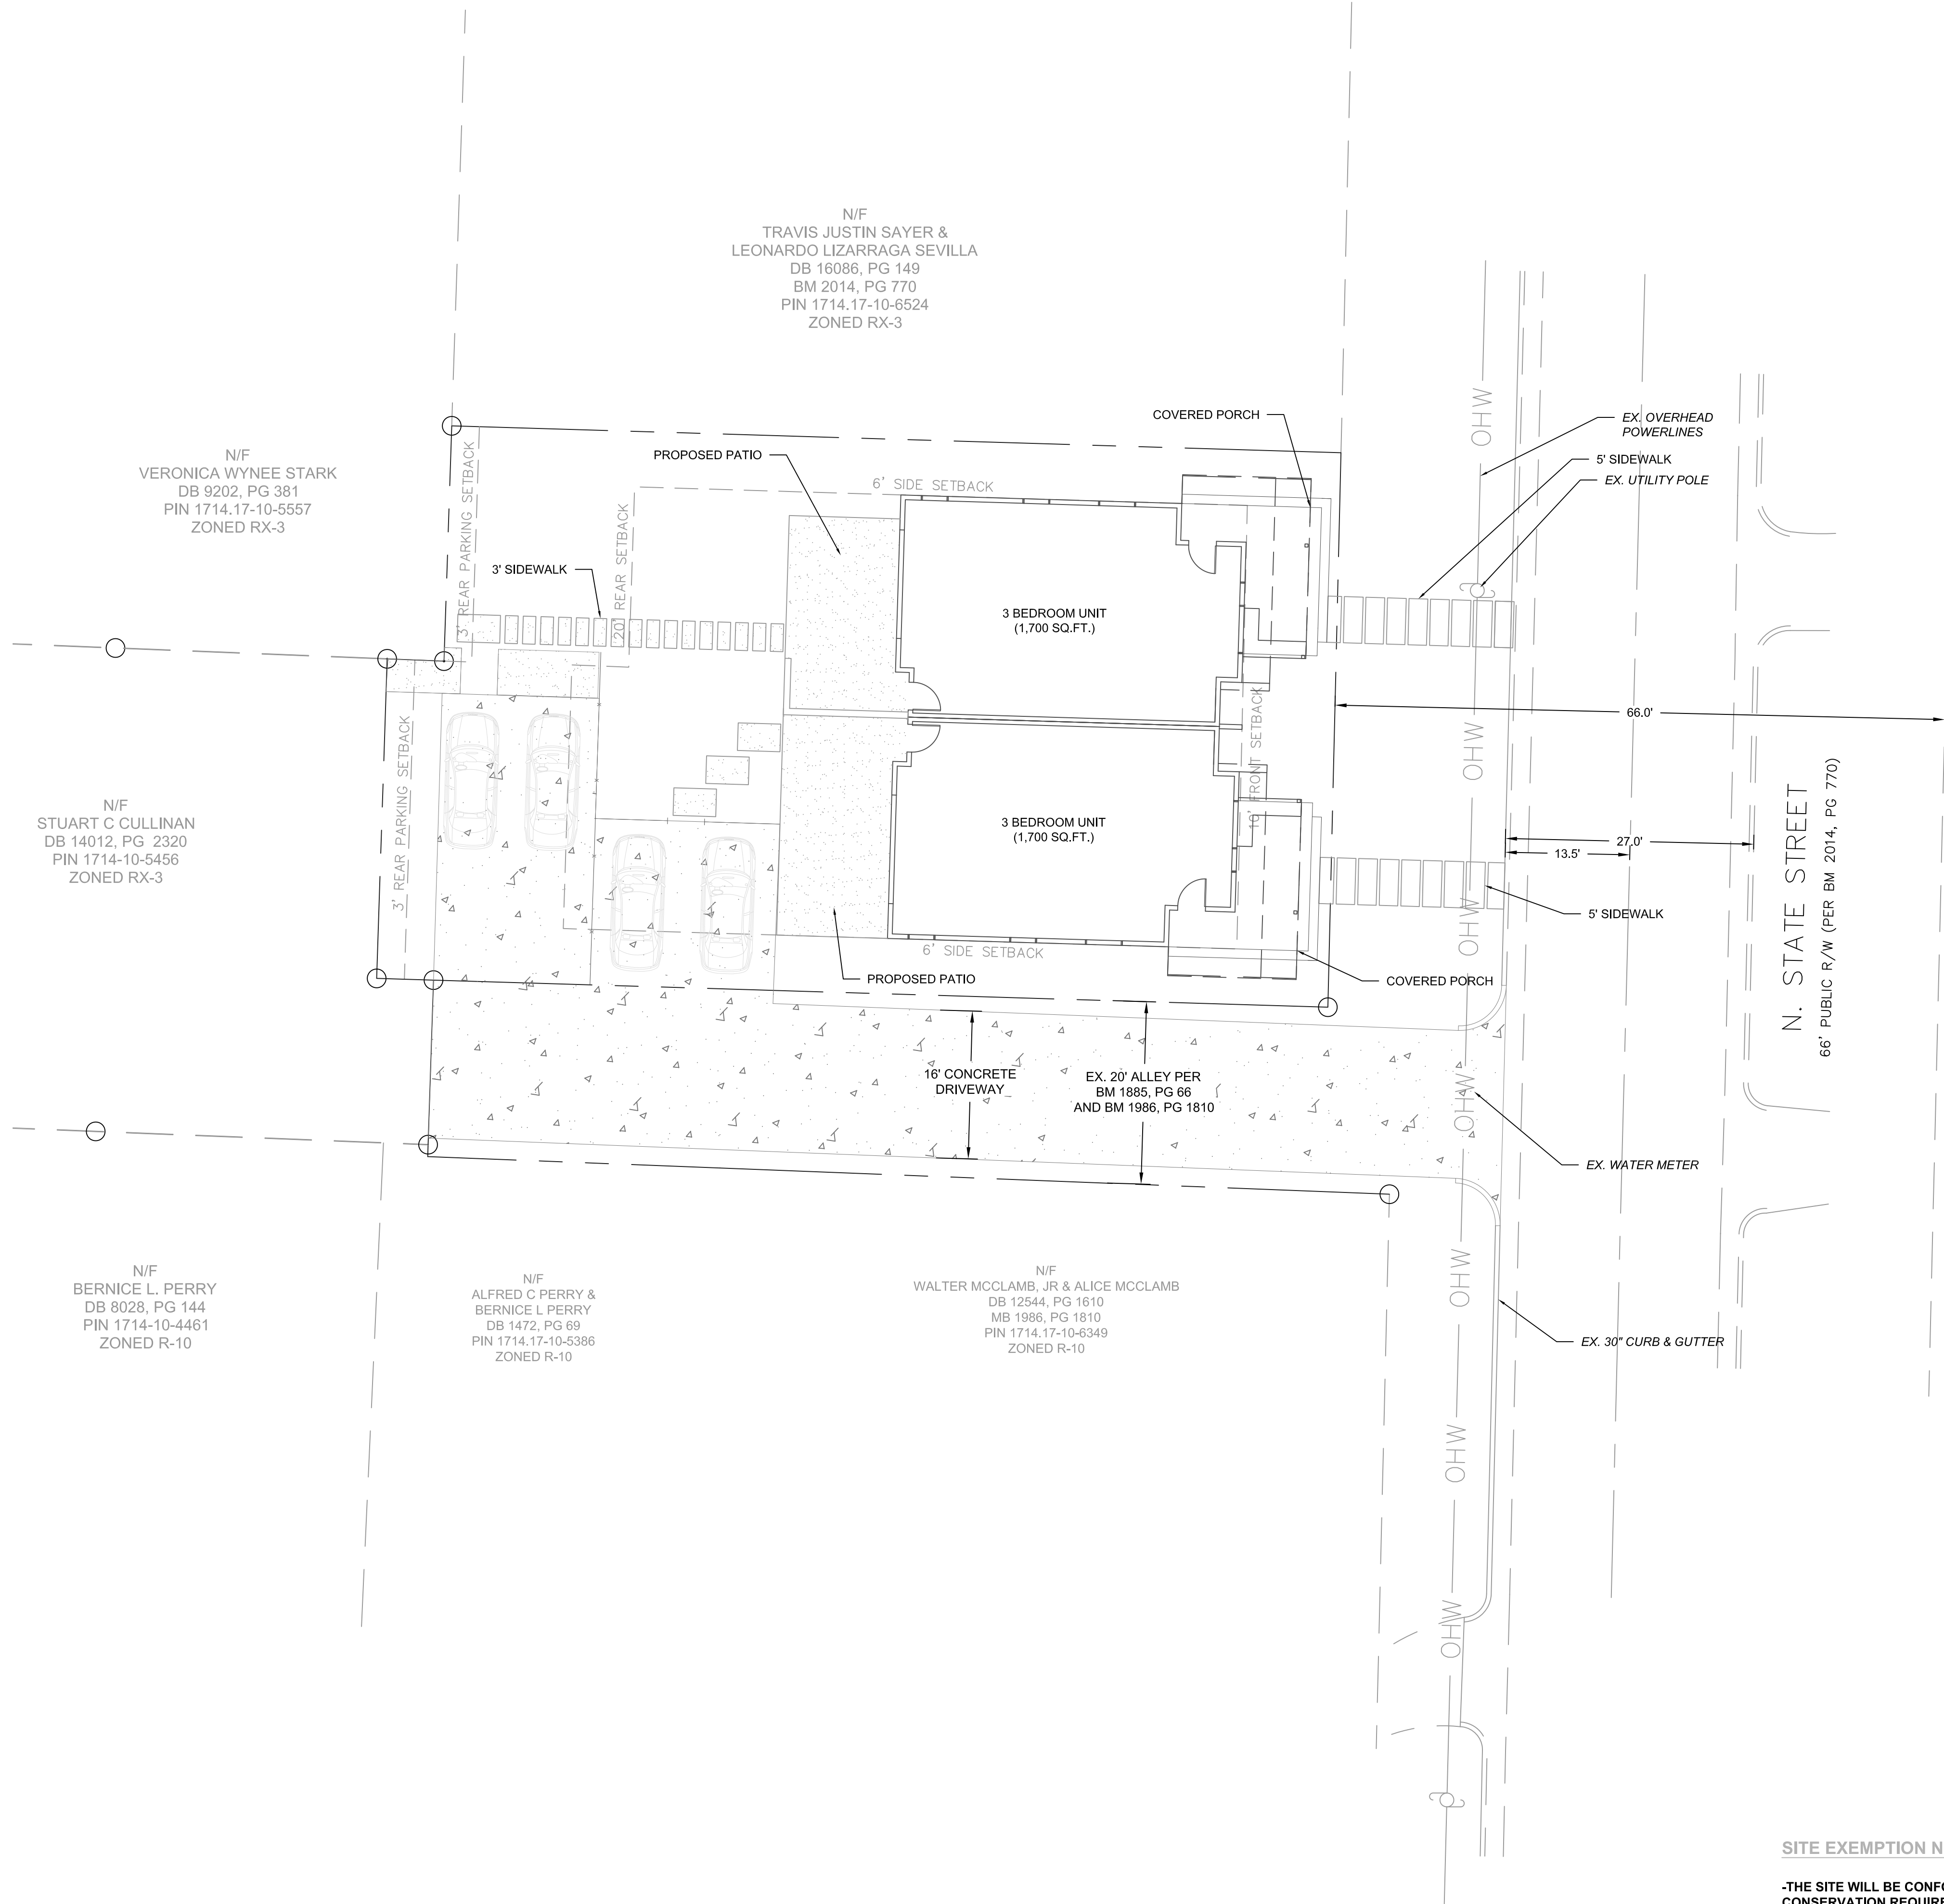 N/F
TRAVIS JUSTIN SAYER &
LEONARDO LIZARRAGA SEVILLA
DB 16086, PG 149
BM 2014, PG 770
PIN 1714.17-10-6524
ZONED RX-3
N/F
VERONICA WYNEE STARK
DB 9202, PG 381
PIN 1714.17-10-5557
ZONED RX-3
COVERED PORCH
PROPOSED PATIO
3' REAR PARKING SETBACK
20' REAR SETBACK
6' SIDE SETBACK
3' SIDEWALK
OHW
EX. OVERHEAD
POWERLINES
5' SIDEWALK
EX. UTILITY POLE
3 BEDROOM UNIT
(1,700 SQ.FT.)
66.0'
OHW
10' FRONT SETBACK
N/F
STUART C CULLINAN
DB 14012, PG 2320
PIN 1714-10-5456
ZONED RX-3
3' REAR PARKING SETBACK
3 BEDROOM UNIT
(1,700 SQ.FT.)
27.0'
13.5'
5' SIDEWALK
OHW
N. STATE STREET
66' PUBLIC R/W (PER BM 2014, PG 770)
6' SIDE SETBACK
PROPOSED PATIO
COVERED PORCH
16' CONCRETE
DRIVEWAY
EX. 20' ALLEY PER
BM 1885, PG 66
AND BM 1986, PG 1810
OHW
EX. WATER METER
N/F
BERNICE L. PERRY
DB 8028, PG 144
PIN 1714-10-4461
ZONED R-10
N/F
ALFRED C PERRY &
BERNICE L PERRY
DB 1472, PG 69
PIN 1714.17-10-5386
ZONED R-10
N/F
WALTER MCCLAMB, JR & ALICE MCCLAMB
DB 12544, PG 1610
MB 1986, PG 1810
PIN 1714.17-10-6349
ZONED R-10
OHW
EX. 30" CURB & GUTTER
OHW
OHW
SITE EXEMPTION N
-THE SITE WILL BE
CONSERVATION